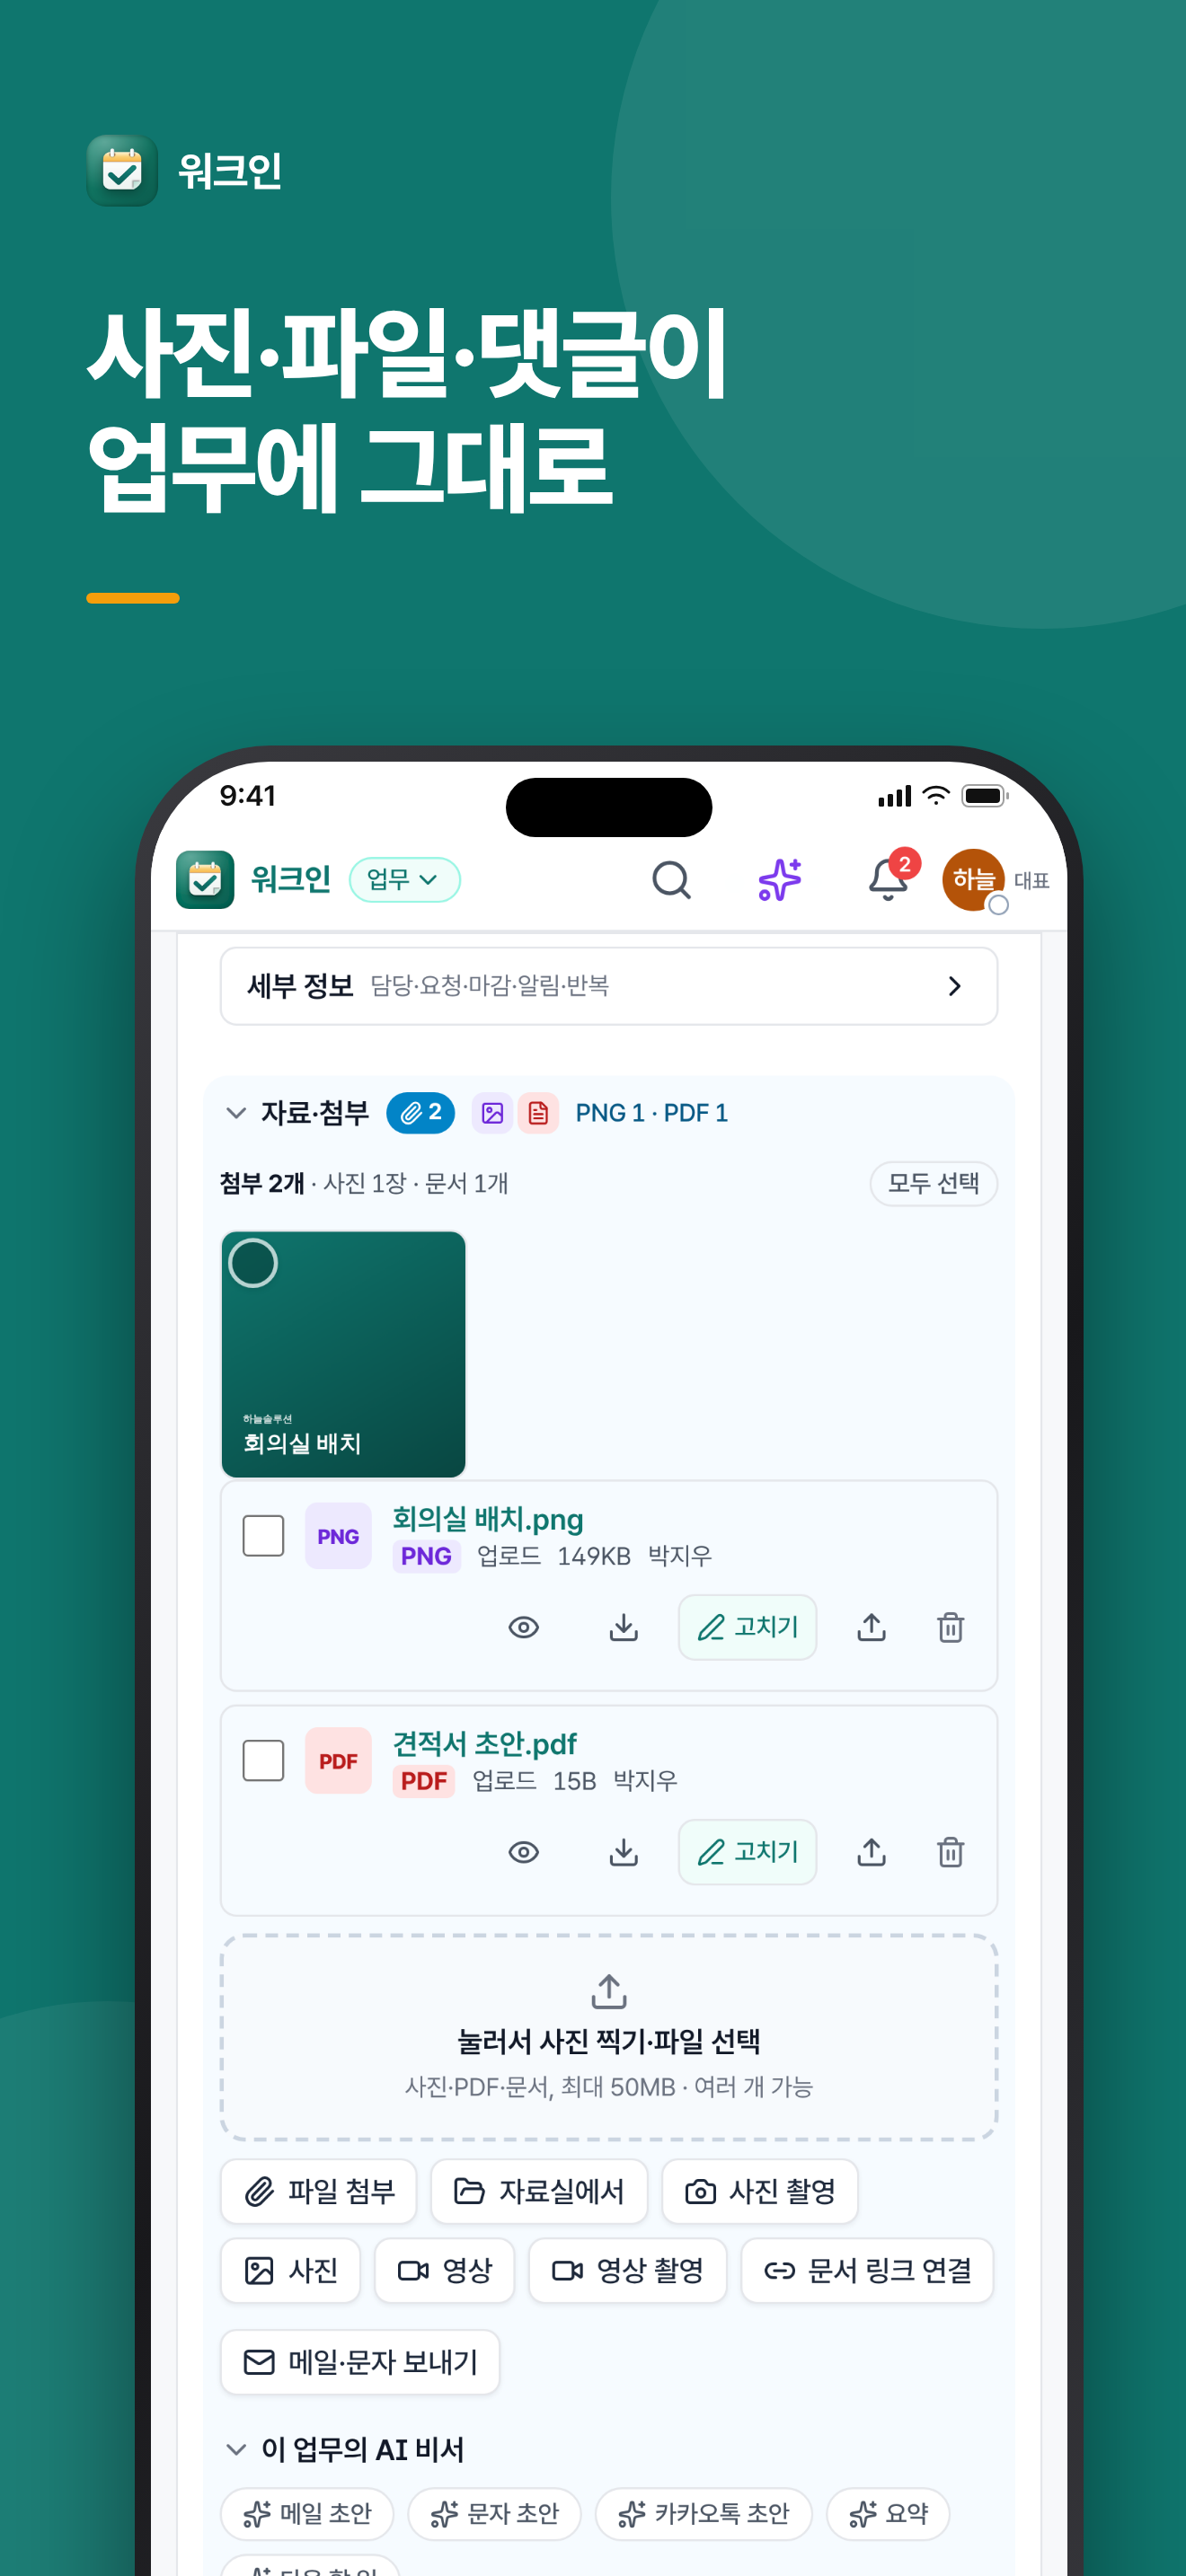 워크인
사진·파일·댓글이
업무에 그대로
9:41
워크인 업무 2 하늘 대표
세부 정보 담당·요청·마감·알림·반복
자료·첨부 2 PNG 1 · PDF 1
첨부 2개 · 사진 1장 · 문서 1개 모두 선택
하늘솔루션
회의실 배치
PNG 회의실 배치.png
PNG 업로드 149KB 박지우
고치기
PDF 견적서 초안.pdf
PDF 업로드 15B 박지우
고치기
눌러서 사진 찍기·파일 선택
사진·PDF·문서, 최대 50MB · 여러 개 가능
파일 첨부 자료실에서 사진 촬영
사진 영상 영상 촬영 문서 링크 연결
메일·문자 보내기
이 업무의 AI 비서
메일 초안 문자 초안 카카오톡 초안 요약